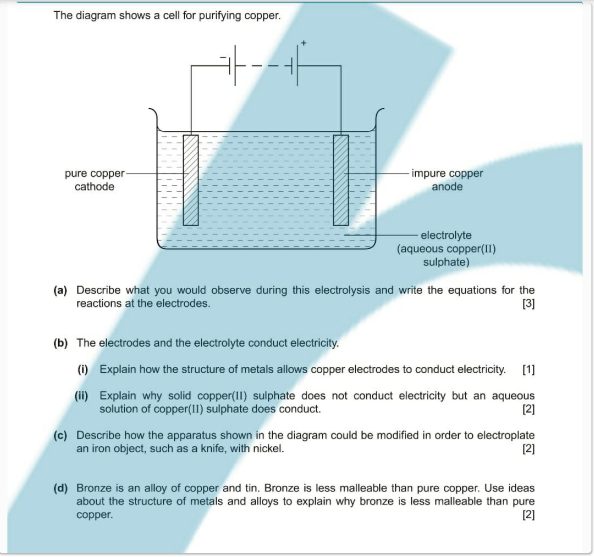 The diagram shows a cell for purifying copper.
– +
pure copper
cathode
impure copper
anode
electrolyte
(aqueous copper(II)
sulphate)
(a) Describe what you would observe during this electrolysis and write the equations for the
reactions at the electrodes. [3]
(b) The electrodes and the electrolyte conduct electricity.
(i) Explain how the structure of metals allows copper electrodes to conduct electricity. [1]
(ii) Explain why solid copper(II) sulphate does not conduct electricity but an aqueous
solution of copper(II) sulphate does conduct. [2]
(c) Describe how the apparatus shown in the diagram could be modified in order to electroplate
an iron object, such as a knife, with nickel. [2]
(d) Bronze is an alloy of copper and tin. Bronze is less malleable than pure copper. Use ideas
about the structure of metals and alloys to explain why bronze is less malleable than pure
copper. [2]